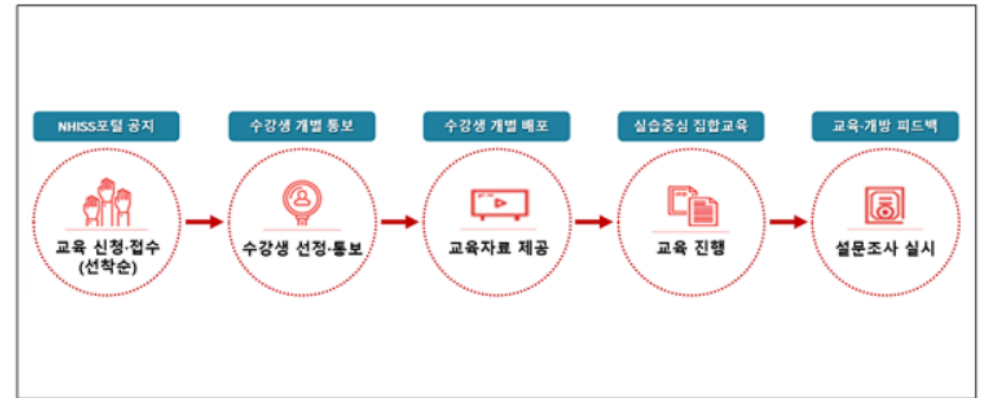 NHISS포털 공지
수강생 개별 통보
수강생 개별 배포
실습중심 집합교육
교육·개방 피드백
교육 신청·접수
(선착순)
수강생 선정·통보
교육자료 제공
교육 진행
설문조사 실시